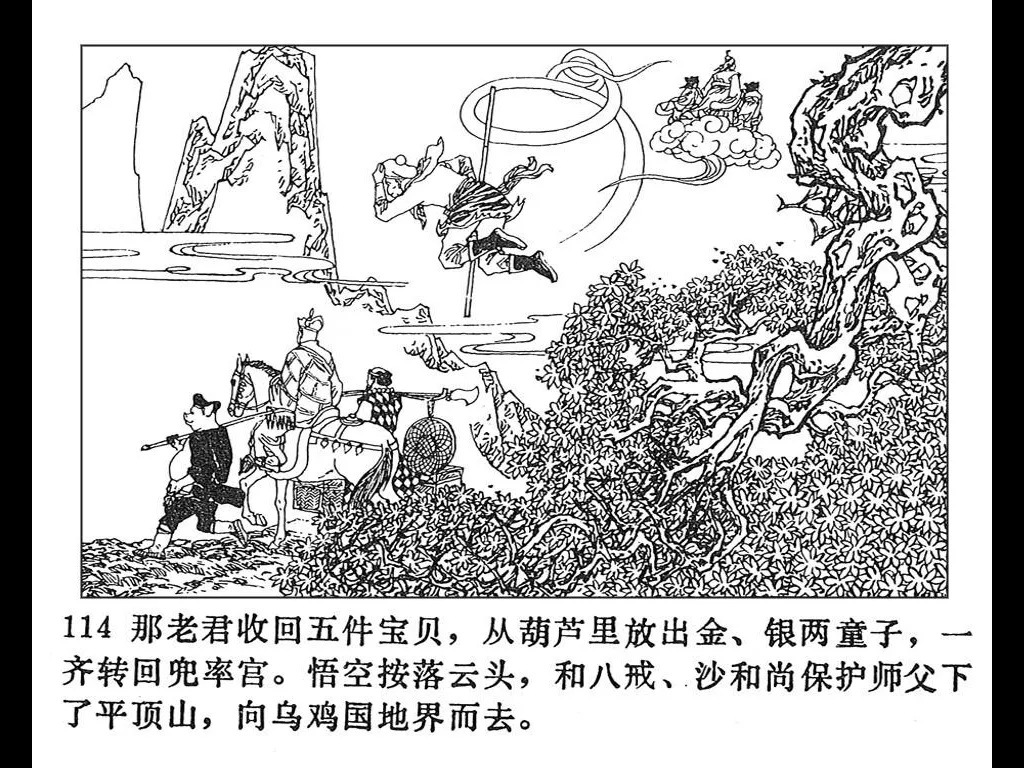 114 那老君收回五件宝贝，从葫芦里放出金、银两童子，一
齐转回兜率宫。悟空按落云头，和八戒、沙和尚保护师父下
了平顶山，向乌鸡国地界而去。